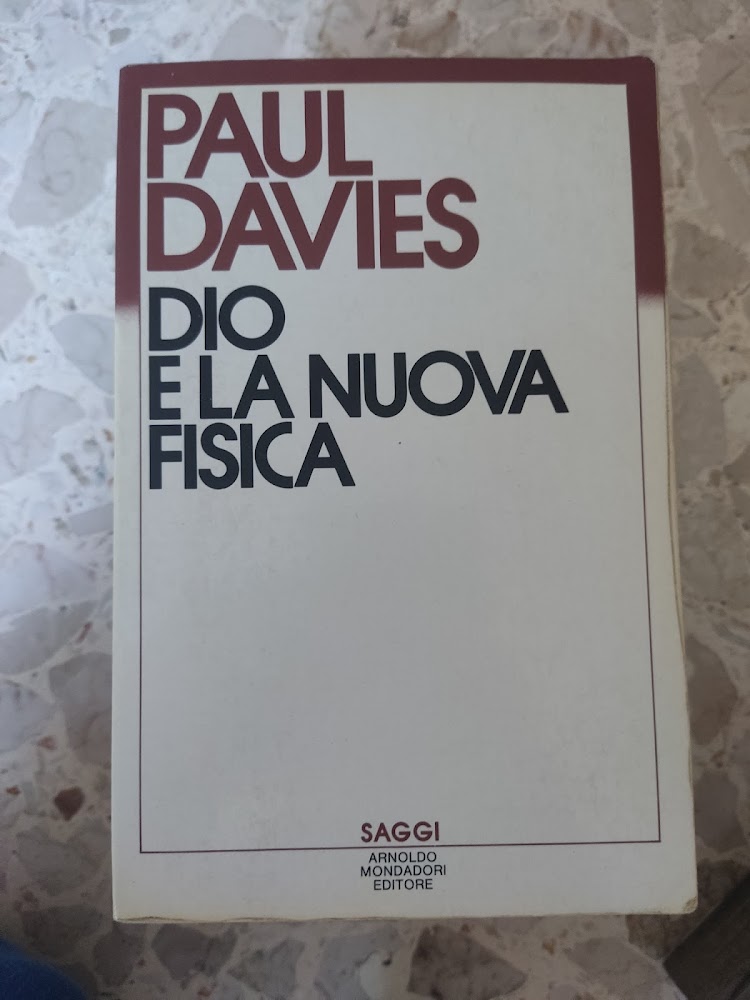 PAUL
DAVIES
DIO
E LA NUOVA
FISICA
SAGGI
ARNOLDO
MONDADORI
EDITORE